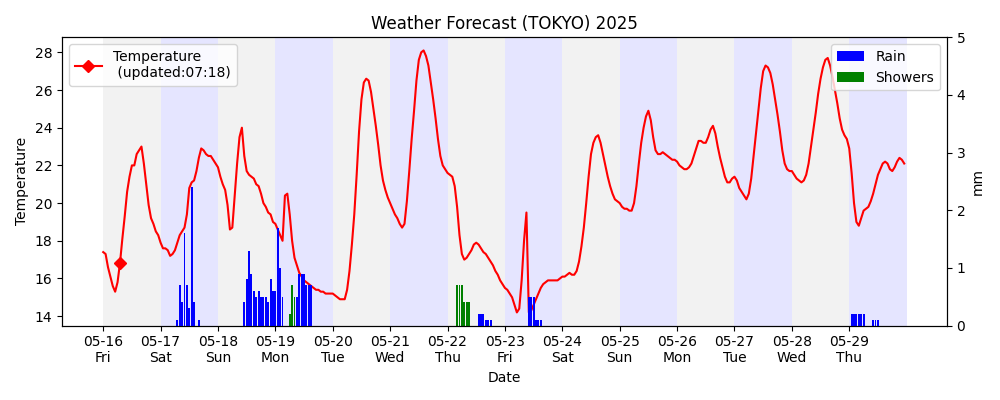 Weather Forecast (TOKYO) 2025
Temperature
(updated:07:18)
Rain
Showers
28
26
24
22
20
18
16
14
Temperature
5
4
3
2
1
0
mm
05-16 05-17 05-18 05-19 05-20 05-21 05-22 05-23 05-24 05-25 05-26 05-27 05-28 05-29
Fri Sat Sun Mon Tue Wed Thu Fri Sat Sun Mon Tue Wed Thu
Date